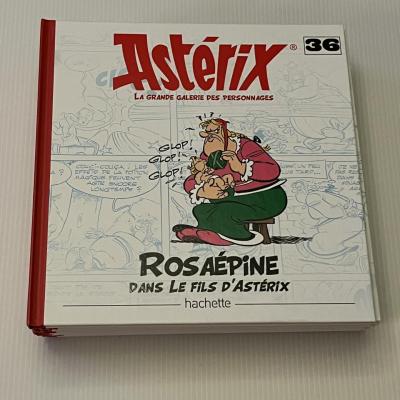 Astérix ® 36
LA GRANDE GALERIE DES PERSONNAGES
GLOP!
GLOP!
GLOP!
ROSAÉPINE
DANS LE FILS D'ASTÉRIX
hachette